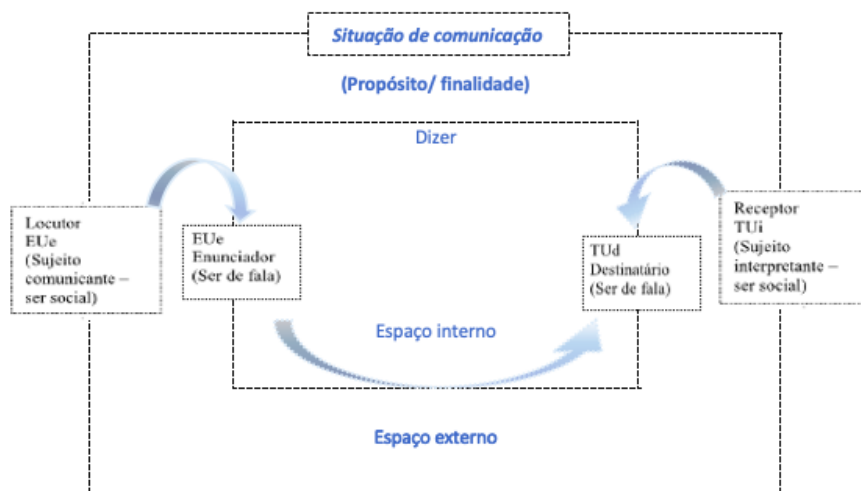 Situação de comunicação
(Propósito/ finalidade)
Dizer
Locutor
EUe
(Sujeito
comunicante –
ser social)
EUe
Enunciador
(Ser de fala)
TUd
Destinatário
(Ser de fala)
Receptor
TUi
(Sujeito
interpretante –
ser social)
Espaço interno
Espaço externo